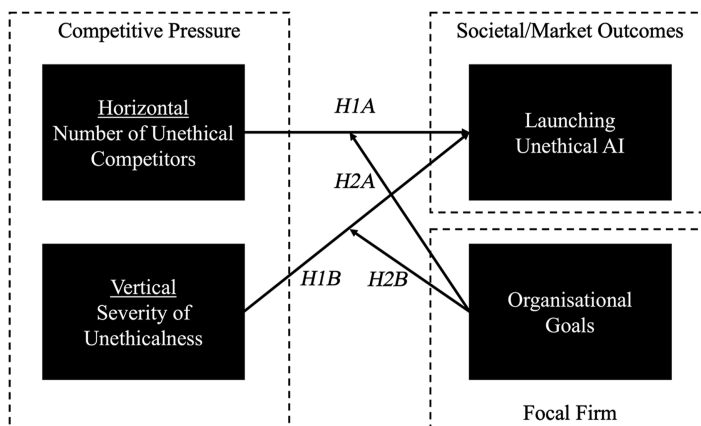 Competitive Pressure
Societal/Market Outcomes
Horizontal
Number of Unethical
Competitors
H1A
Launching
Unethical AI
H2A
Vertical
Severity of
Unethicalness
H1B
H2B
Organisational
Goals
Focal Firm